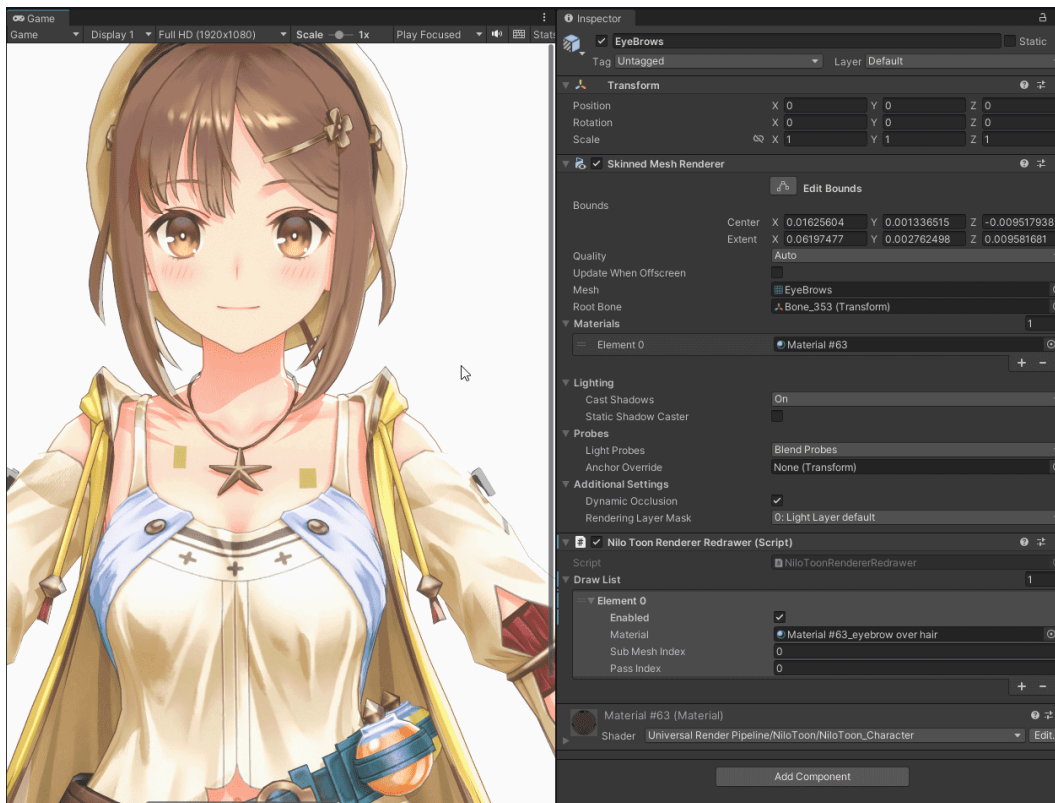 Game
Game Display 1 Full HD (1920x1080) Scale 1x Play Focused Stats
Inspector
EyeBrows Static
Tag Untagged Layer Default
Transform
Position X 0 Y 0 Z 0
Rotation X 0 Y 0 Z 0
Scale X 1 Y 1 Z 1
Skinned Mesh Renderer
Edit Bounds
Bounds
Center X 0.01625604 Y 0.001336515 Z -0.009517938
Extent X 0.06197477 Y 0.002762498 Z 0.009581681
Quality Auto
Update When Offscreen
Mesh EyeBrows
Root Bone Bone_353 (Transform)
Materials 1
Element 0 Material #63
Lighting
Cast Shadows On
Static Shadow Caster
Probes
Light Probes Blend Probes
Anchor Override None (Transform)
Additional Settings
Dynamic Occlusion
Rendering Layer Mask 0: Light Layer default
# Nilo Toon Renderer Redrawer (Script)
Script NiloToonRendererRedrawer
Draw List 1
Element 0
Enabled
Material Material #63_eyebrow over hair
Sub Mesh Index 0
Pass Index 0
Material #63 (Material)
Shader Universal Render Pipeline/NiloToon/NiloToon_Character Edit.
Add Component